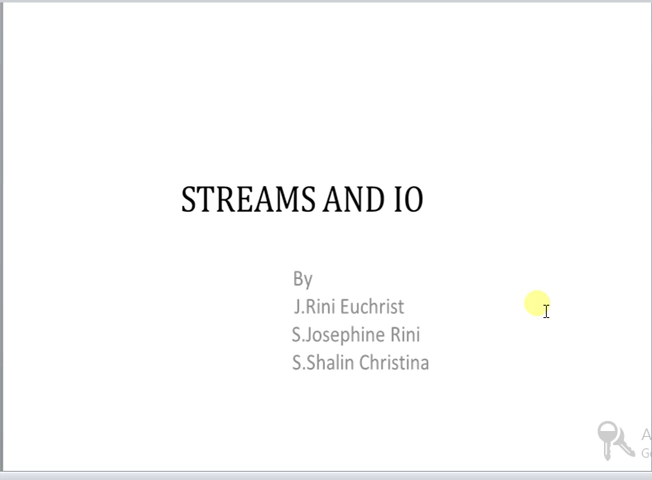 STREAMS AND IO
By
J.Rini Euchrist
S.Josephine Rini
S.Shalin Christina